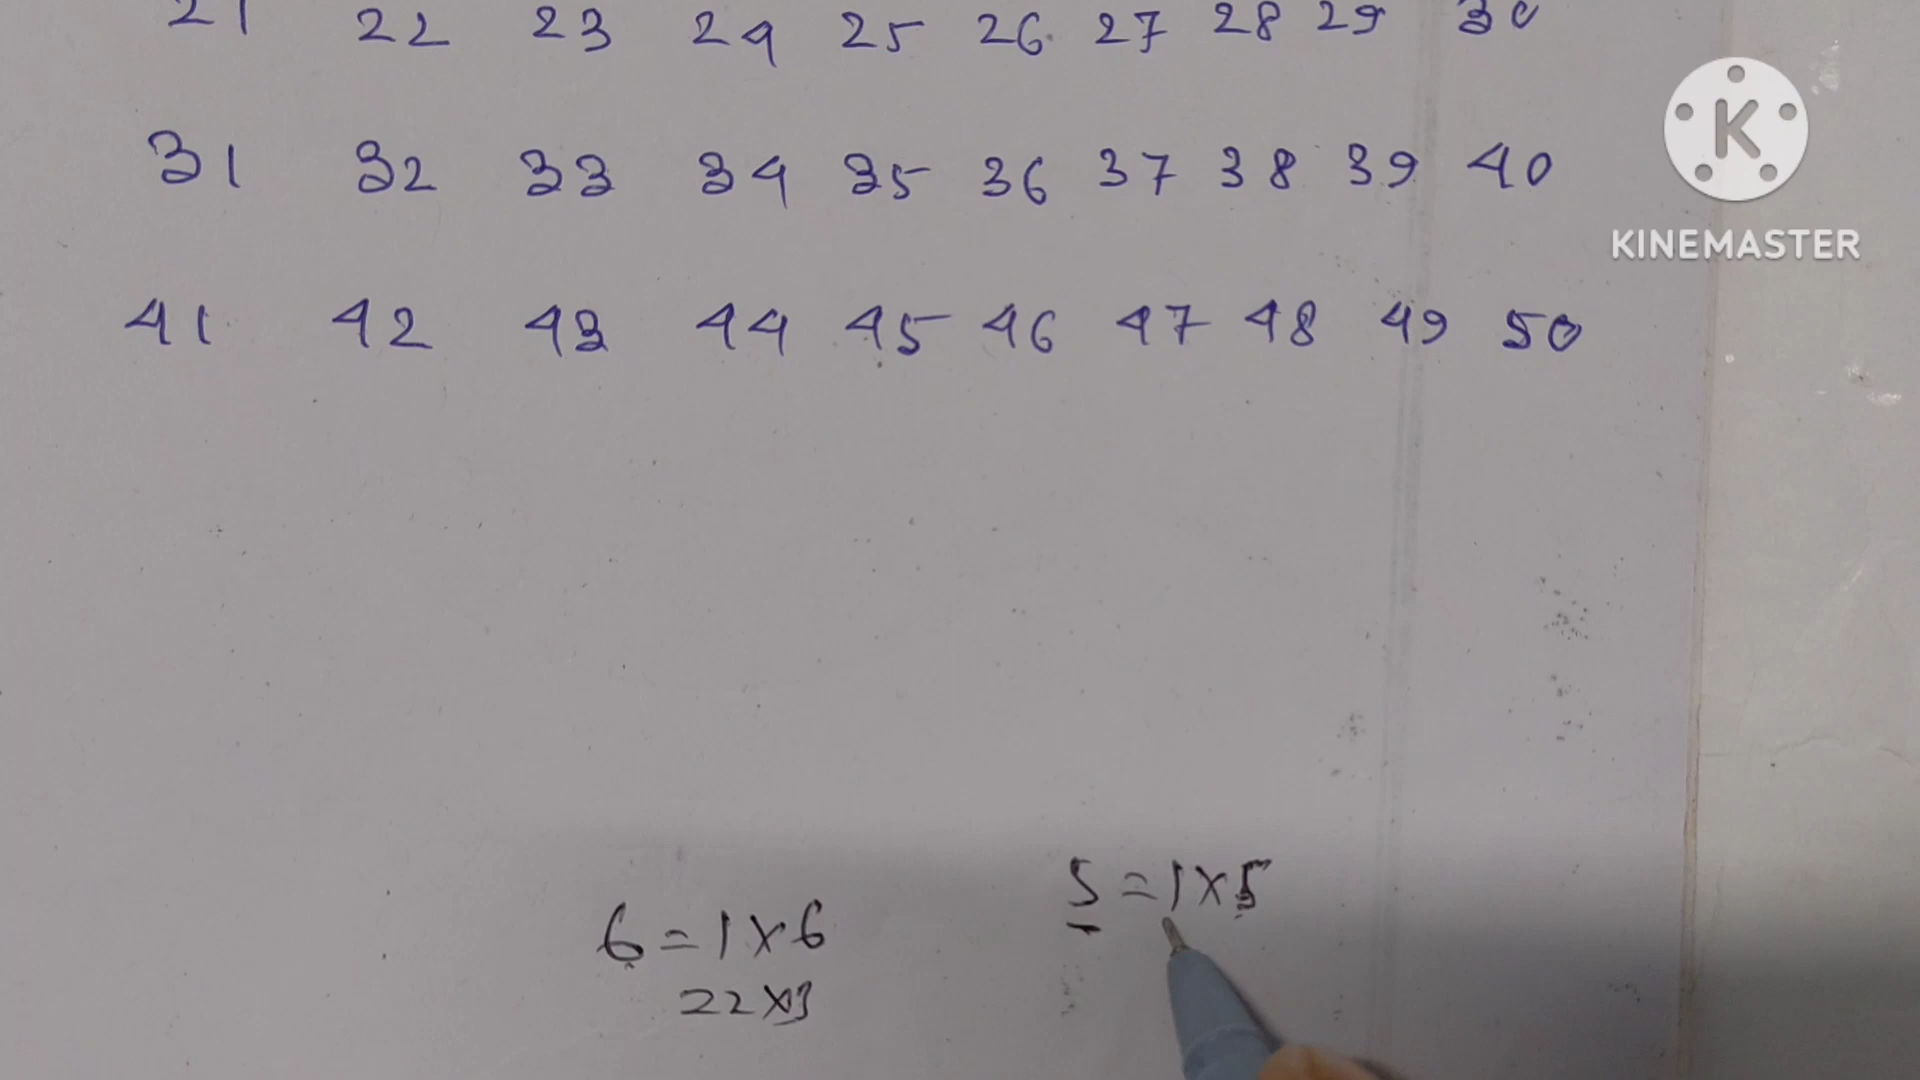 21 22 23 24 25 26 27 28 29 30
31 32 33 34 35 36 37 38 39 40
41 42 43 44 45 46 47 48 49 50
KINEMASTER
5 = 1 x 5
6 = 1 x 6
= 2 x 3